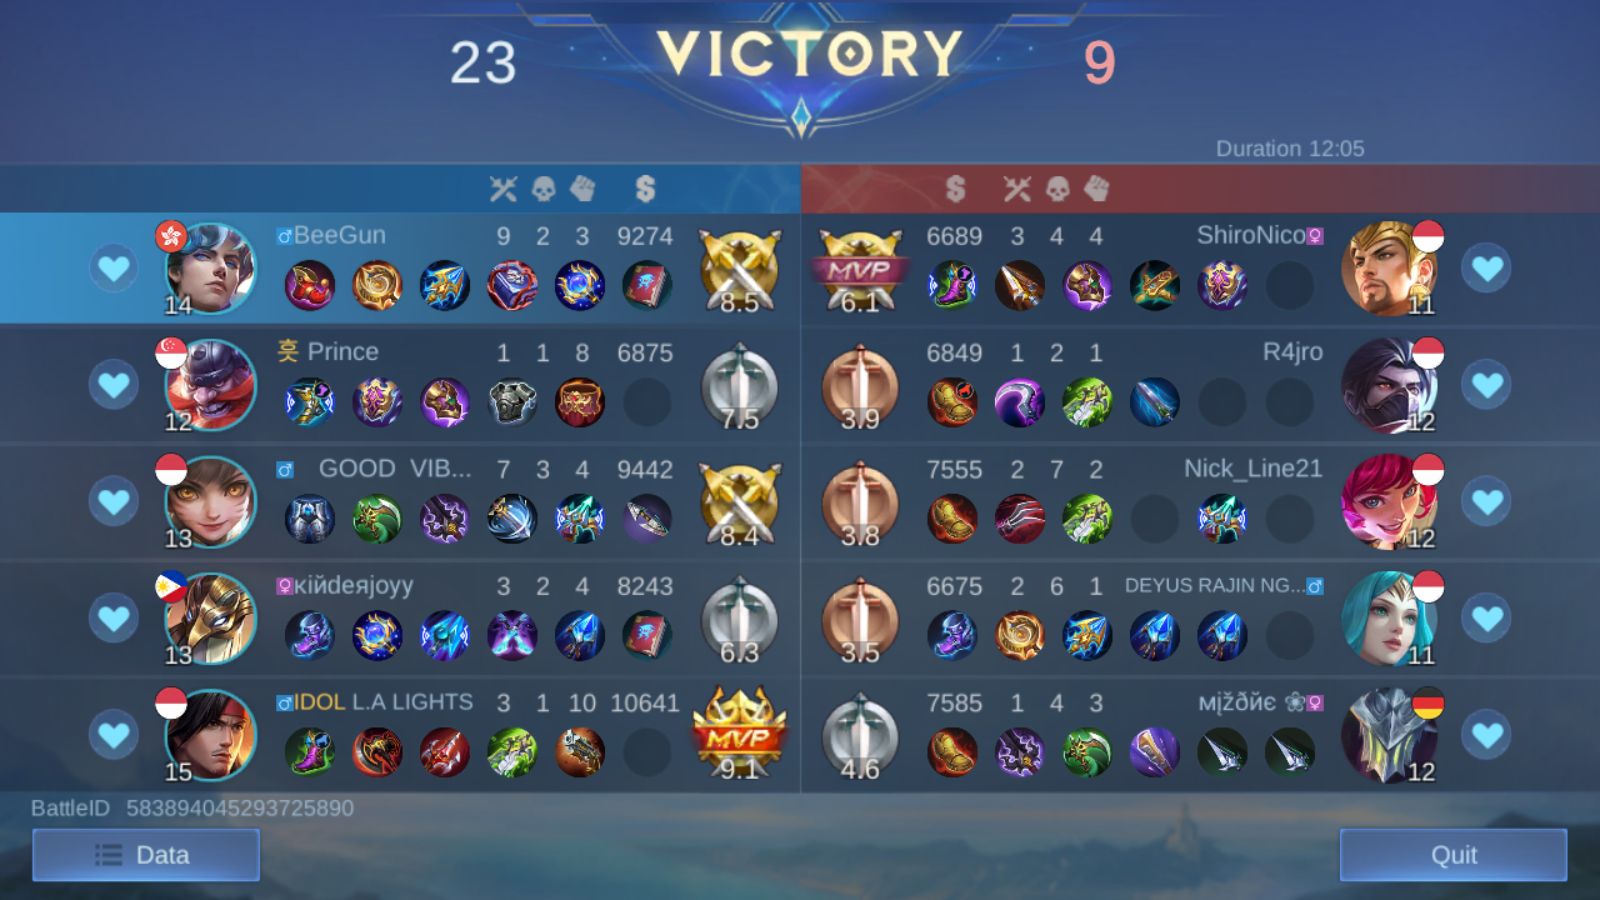 23 VICTORY 9
Duration 12:05
♂BeeGun 9 2 3 9274
14 8.5
MVP 6689 3 4 4 ShiroNico♀
6.1 11
흣 Prince 1 1 8 6875
12 7.5
6849 1 2 1 R4jro
3.9 12
♂ GOOD VIB... 7 3 4 9442
13 8.4
7555 2 7 2 Nick_Line21
3.8 12
♀кiйdeяjoyy 3 2 4 8243
13 6.3
6675 2 6 1 DEYUS RAJIN NG...♂
3.5 11
♂IDOL L.A LIGHTS 3 1 10 10641 MVP
15 9.1
7585 1 4 3 мįžðйє ❀♀
4.6 12
BattleID 583894045293725890
Data
Quit